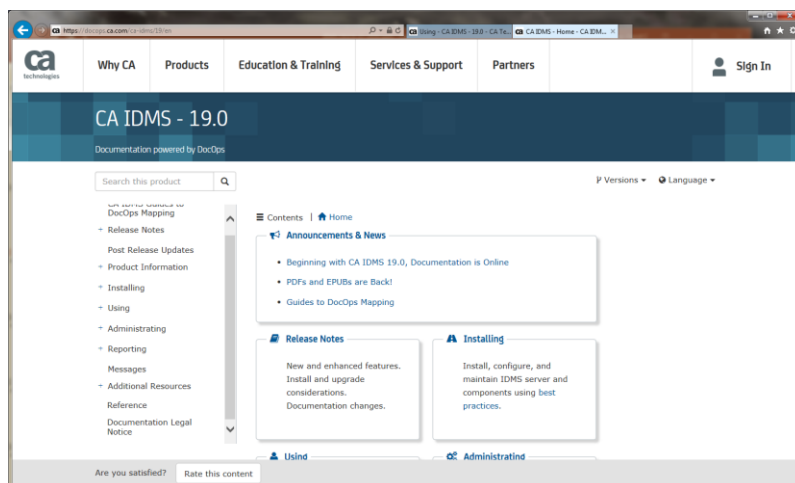 https://docops.ca.com/ca-idms/19/en
Using - CA IDMS - 19.0 - CA Te...
CA IDMS - Home - CA IDM...
ca
technologies
Why CA
Products
Education & Training
Services & Support
Partners
Sign In
CA IDMS - 19.0
Documentation powered by DocOps
Search this product
Versions
Language
CA IDMS Guides to
DocOps Mapping
Release Notes
Post Release Updates
Product Information
Installing
Using
Administrating
Reporting
Messages
Additional Resources
Reference
Documentation Legal
Notice
Contents | Home
Announcements & News
• Beginning with CA IDMS 19.0, Documentation is Online
• PDFs and EPUBs are Back!
• Guides to DocOps Mapping
Release Notes
New and enhanced features.
Install and upgrade
considerations.
Documentation changes.
Installing
Install, configure, and
maintain IDMS server and
components using best
practices.
Using
Administrating
Are you satisfied?
Rate this content